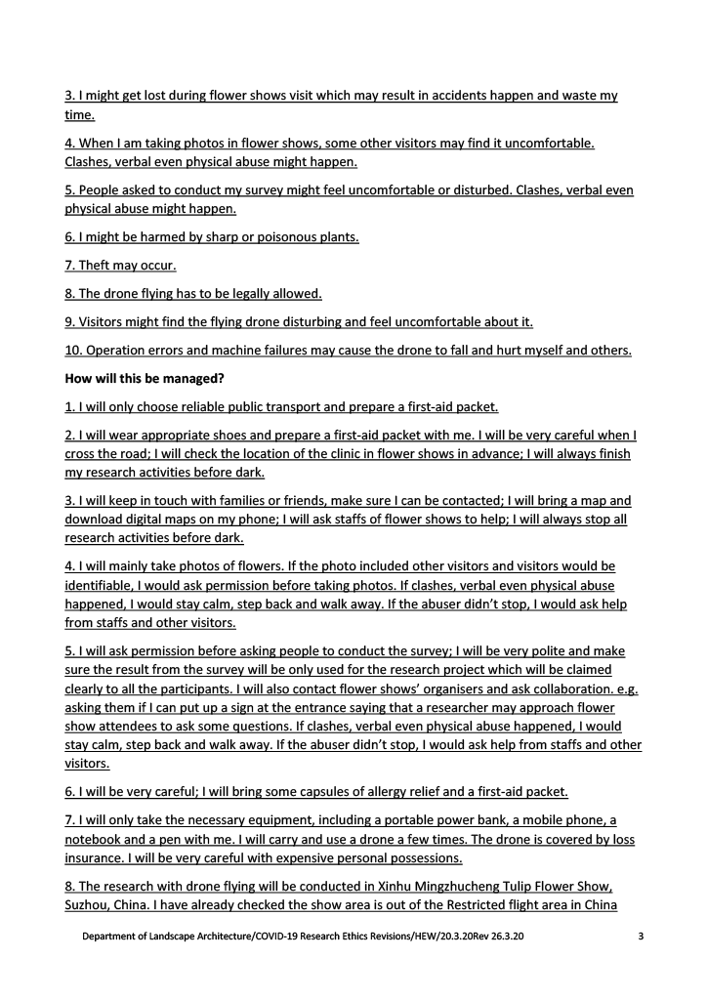 3. I might get lost during flower shows visit which may result in accidents happen and waste my
time.
4. When I am taking photos in flower shows, some other visitors may find it uncomfortable.
Clashes, verbal even physical abuse might happen.
5. People asked to conduct my survey might feel uncomfortable or disturbed. Clashes, verbal even
physical abuse might happen.
6. I might be harmed by sharp or poisonous plants.
7. Theft may occur.
8. The drone flying has to be legally allowed.
9. Visitors might find the flying drone disturbing and feel uncomfortable about it.
10. Operation errors and machine failures may cause the drone to fall and hurt myself and others.
How will this be managed?
1. I will only choose reliable public transport and prepare a first-aid packet.
2. I will wear appropriate shoes and prepare a first-aid packet with me. I will be very careful when I
cross the road; I will check the location of the clinic in flower shows in advance; I will always finish
my research activities before dark.
3. I will keep in touch with families or friends, make sure I can be contacted; I will bring a map and
download digital maps on my phone; I will ask staffs of flower shows to help; I will always stop all
research activities before dark.
4. I will mainly take photos of flowers. If the photo included other visitors and visitors would be
identifiable, I would ask permission before taking photos. If clashes, verbal even physical abuse
happened, I would stay calm, step back and walk away. If the abuser didn't stop, I would ask help
from staffs and other visitors.
5. I will ask permission before asking people to conduct the survey; I will be very polite and make
sure the result from the survey will be only used for the research project which will be claimed
clearly to all the participants. I will also contact flower shows' organisers and ask collaboration. e.g.
asking them if I can put up a sign at the entrance saying that a researcher may approach flower
show attendees to ask some questions. If clashes, verbal even physical abuse happened, I would
stay calm, step back and walk away. If the abuser didn't stop, I would ask help from staffs and other
visitors.
6. I will be very careful; I will bring some capsules of allergy relief and a first-aid packet.
7. I will only take the necessary equipment, including a portable power bank, a mobile phone, a
notebook and a pen with me. I will carry and use a drone a few times. The drone is covered by loss
insurance. I will be very careful with expensive personal possessions.
8. The research with drone flying will be conducted in Xinhu Mingzhucheng Tulip Flower Show,
Suzhou, China. I have already checked the show area is out of the Restricted flight area in China
Department of Landscape Architecture/COVID-19 Research Ethics Revisions/HEW/20.3.20Rev 26.3.20 3